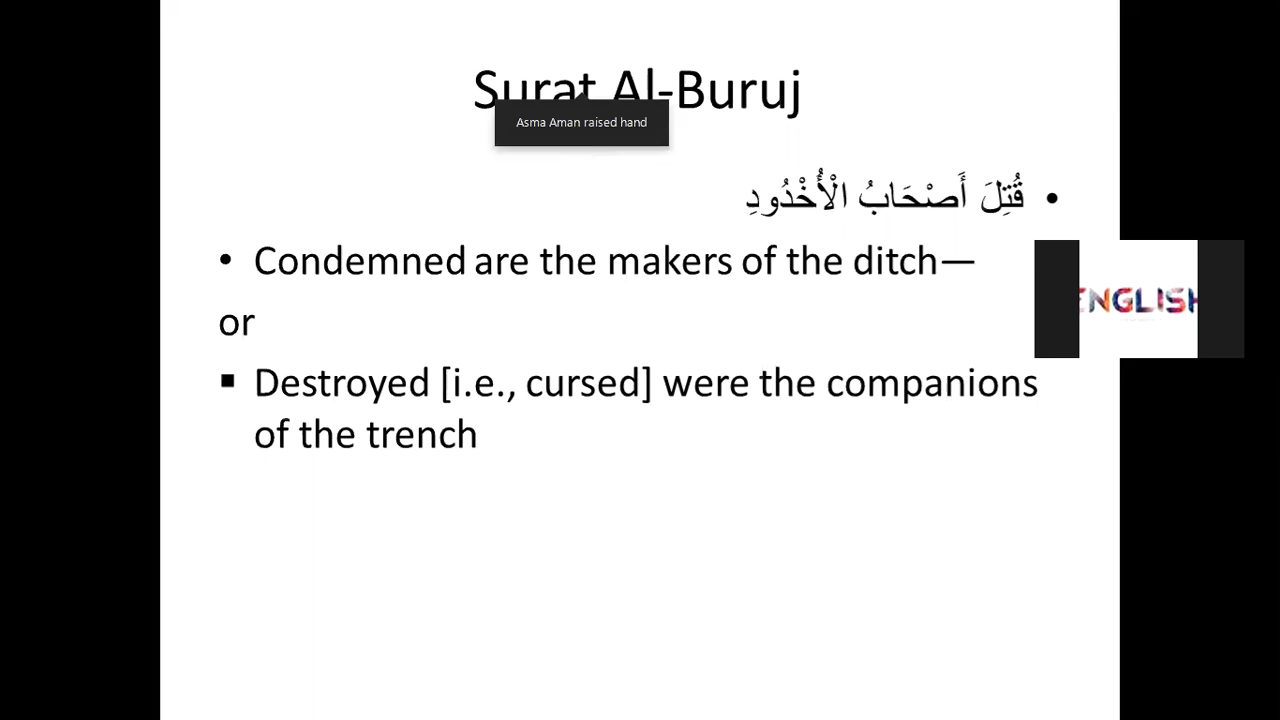 Surat Al-Buruj
Asma Aman raised hand
• قُتِلَ أَصْحَابُ الْأُخْدُودِ
• Condemned are the makers of the ditch—
or
▪ Destroyed [i.e., cursed] were the companions
of the trench
ENGLISH